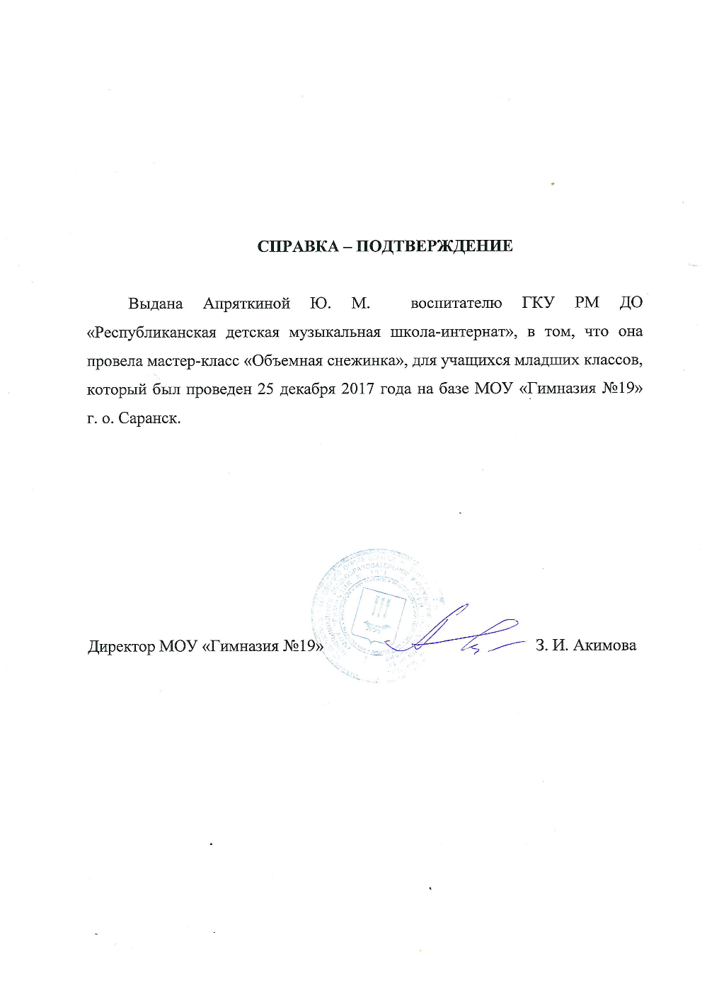 СПРАВКА – ПОДТВЕРЖДЕНИЕ
Выдана Апряткиной Ю. М. воспитателю ГКУ РМ ДО
«Республиканская детская музыкальная школа-интернат», в том, что она
провела мастер-класс «Объемная снежинка», для учащихся младших классов,
который был проведен 25 декабря 2017 года на базе МОУ «Гимназия №19»
г. о. Саранск.
Директор МОУ «Гимназия №19» З. И. Акимова